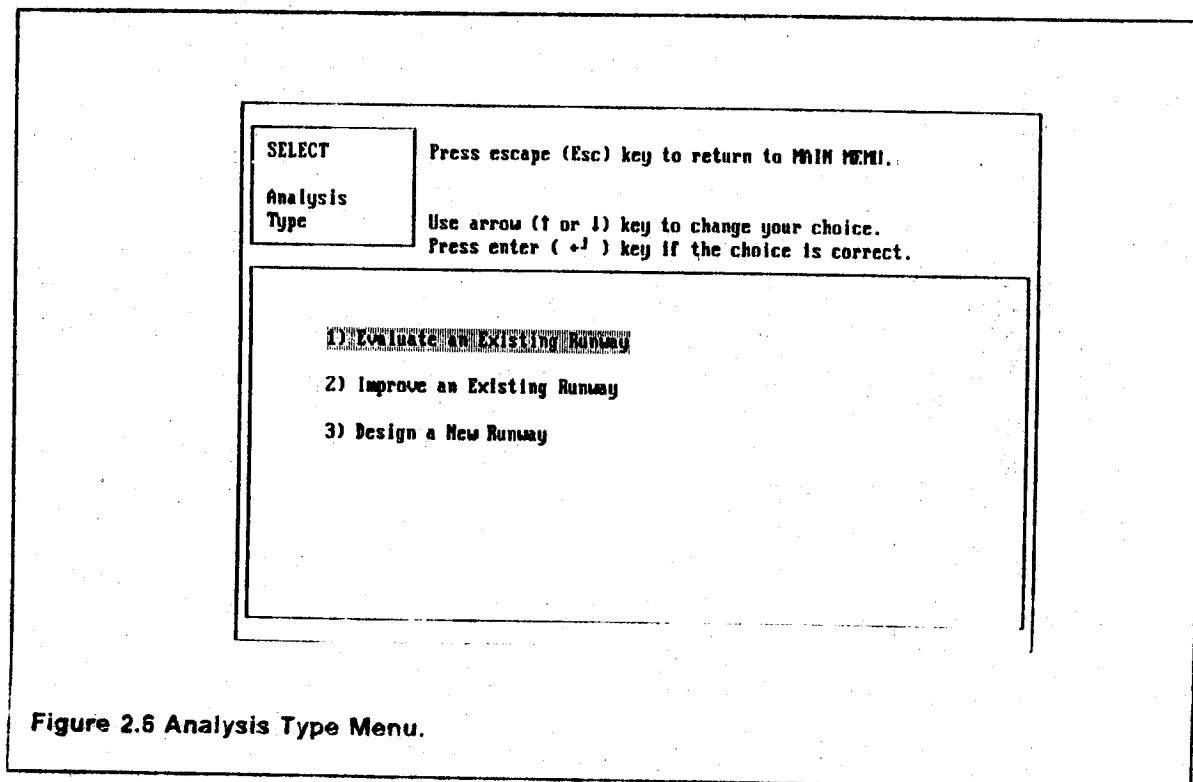 SELECT
Analysis
Type
Press escape (Esc) key to return to MAIN MENU.
Use arrow (↑ or ↓) key to change your choice.
Press enter ( ↵ ) key if the choice is correct.
1) Evaluate an Existing Runway
2) Improve an Existing Runway
3) Design a New Runway
Figure 2.6 Analysis Type Menu.